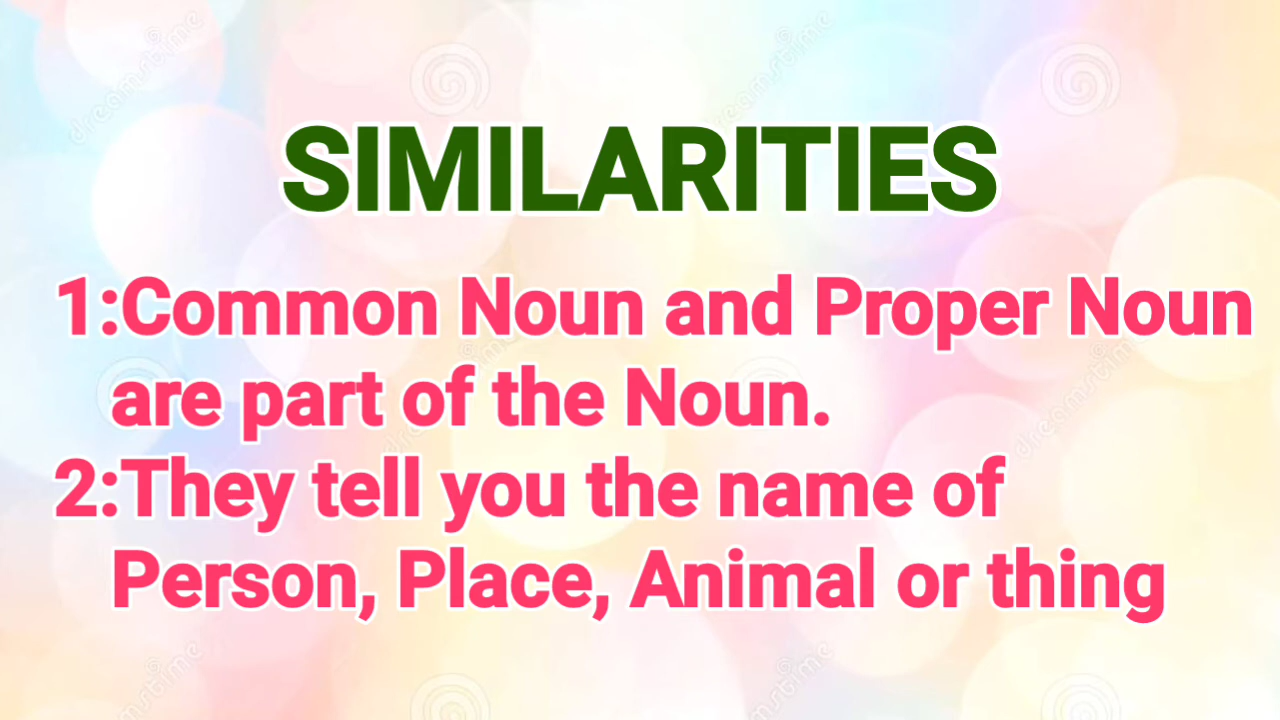 SIMILARITIES
1:Common Noun and Proper Noun
are part of the Noun.
2:They tell you the name of
Person, Place, Animal or thing
dreamstime